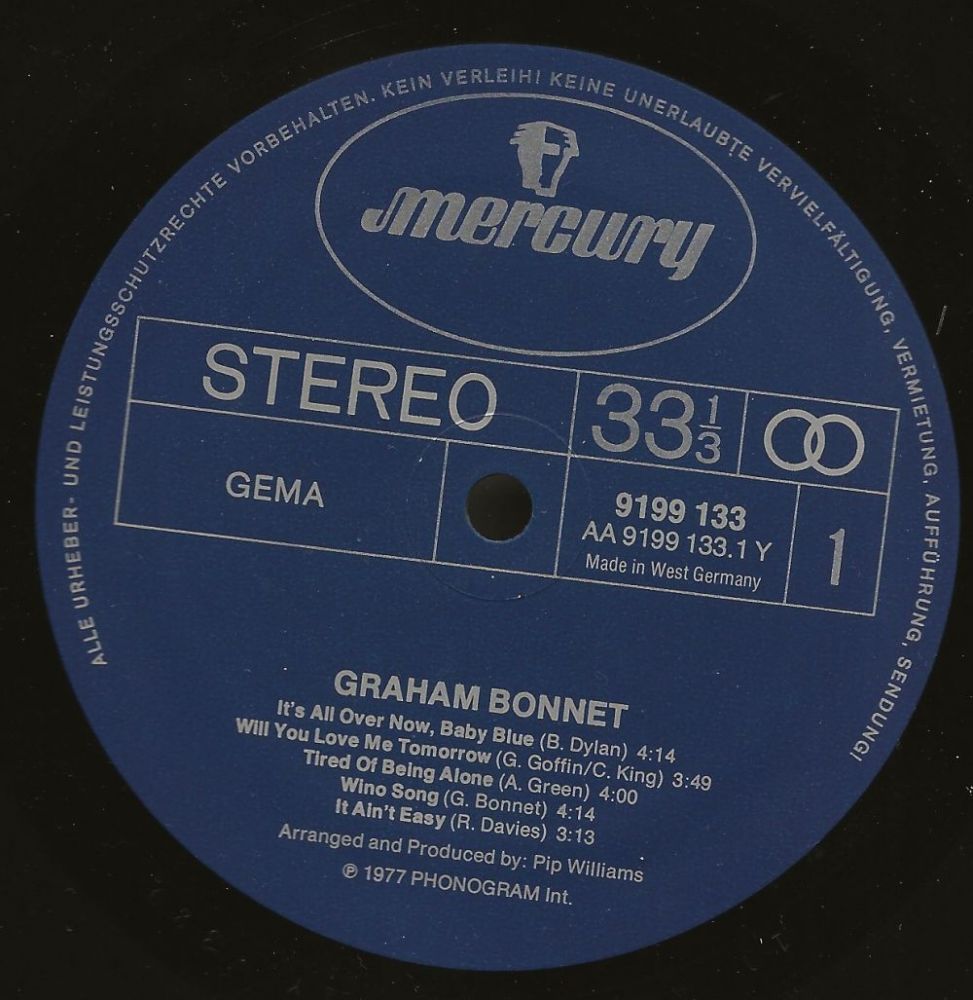 ALLE URHEBER- UND LEISTUNGSSCHUTZRECHTE VORBEHALTEN. KEIN VERLEIH! KEINE UNERLAUBTE VERVIELFÄLTIGUNG, VERMIETUNG, AUFFÜHRUNG, SENDUNG!
mercury
STEREO
33 1/3
GEMA
9199 133
AA 9199 133.1 Y
Made in West Germany
1
GRAHAM BONNET
It's All Over Now, Baby Blue (B. Dylan) 4:14
Will You Love Me Tomorrow (G. Goffin/C. King) 3:49
Tired Of Being Alone (A. Green) 4:00
Wino Song (G. Bonnet) 4:14
It Ain't Easy (R. Davies) 3:13
Arranged and Produced by: Pip Williams
℗ 1977 PHONOGRAM Int.